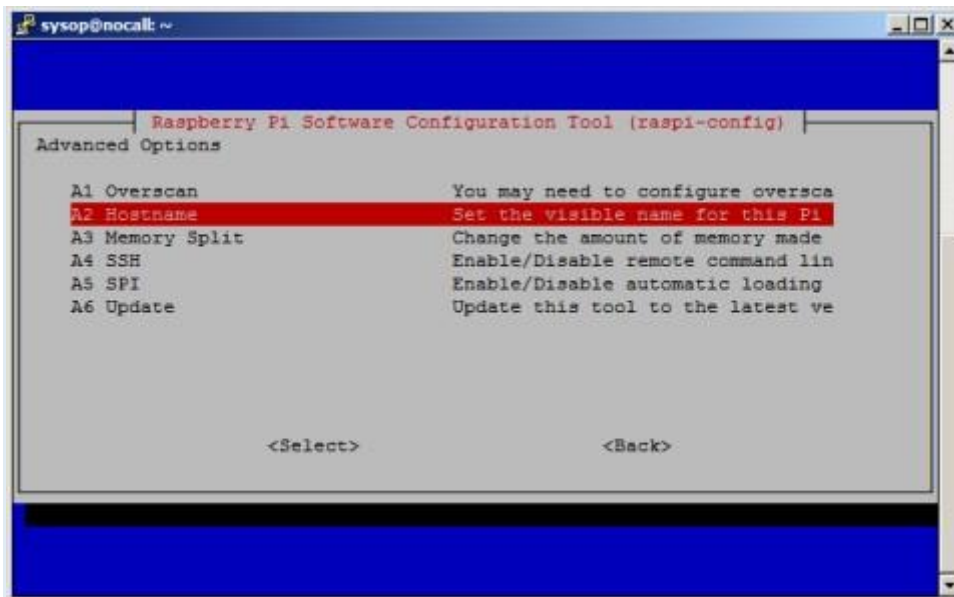 sysop@nocall: ~
Raspberry Pi Software Configuration Tool (raspi-config)
Advanced Options
A1 Overscan You may need to configure oversca
A2 Hostname Set the visible name for this Pi
A3 Memory Split Change the amount of memory made
A4 SSH Enable/Disable remote command lin
A5 SPI Enable/Disable automatic loading
A6 Update Update this tool to the latest ve
<Select> <Back>